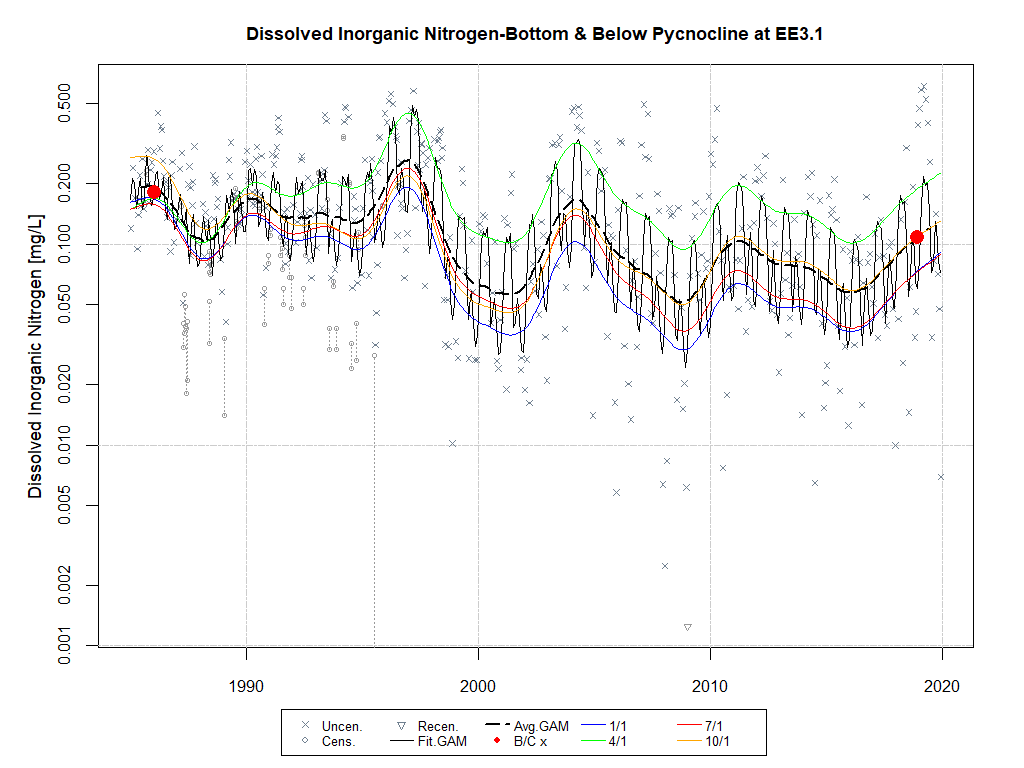 Dissolved Inorganic Nitrogen-Bottom & Below Pycnocline at EE3.1
Dissolved Inorganic Nitrogen [mg/L]
0.500
0.200
0.100
0.050
0.020
0.010
0.005
0.002
0.001
1990 2000 2010 2020
Uncen. Recen. Avg.GAM 1/1 7/1
Cens. Fit.GAM B/C x 4/1 10/1